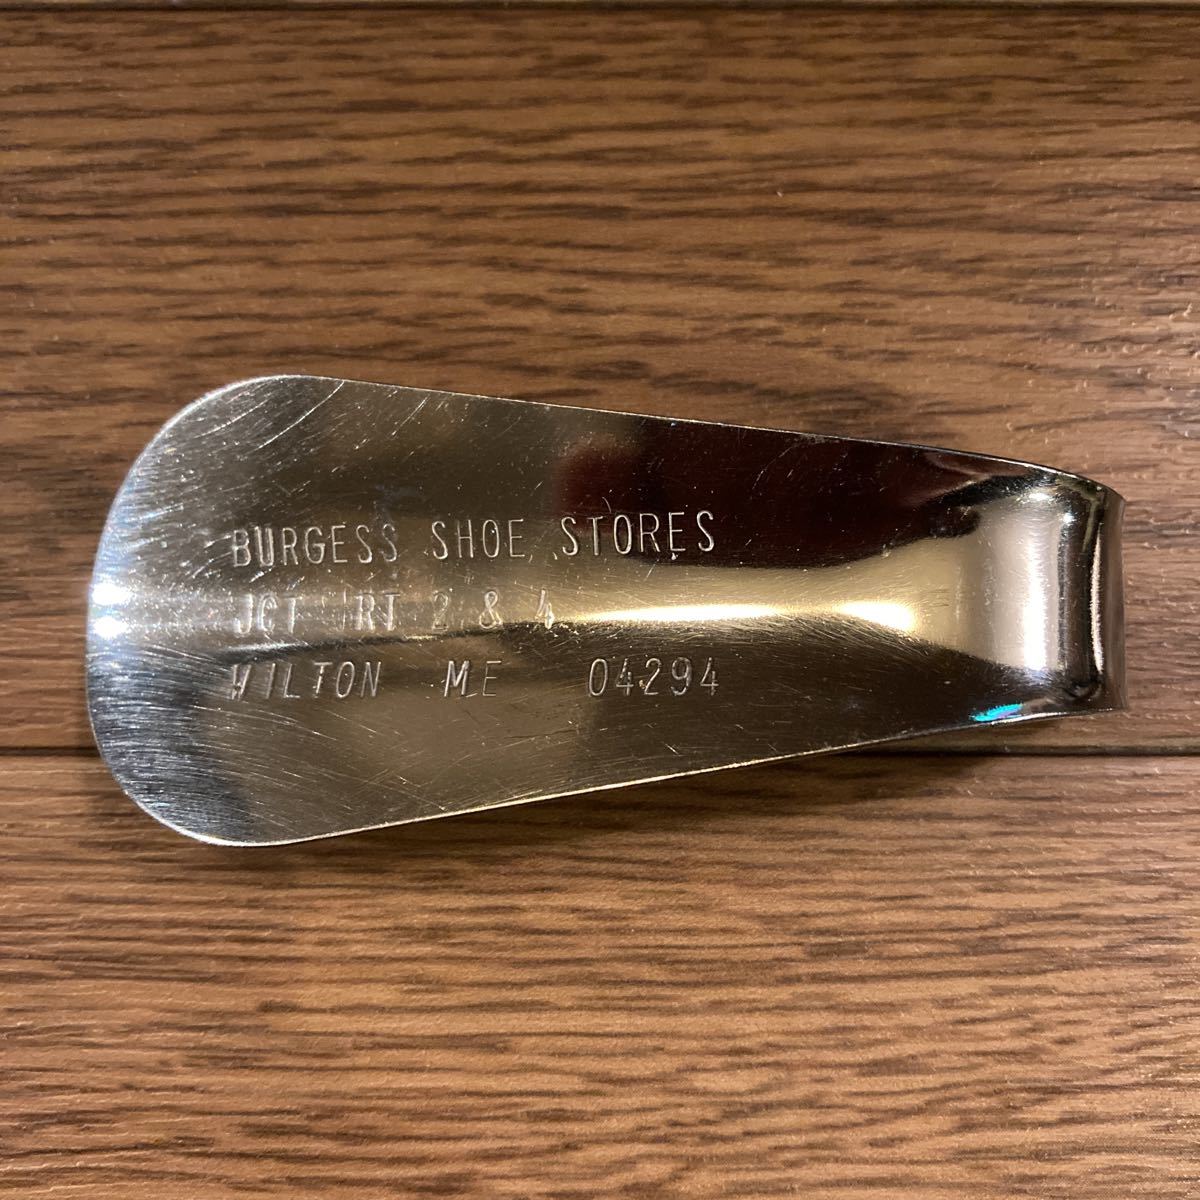 BURGESS SHOE STORES
JCT RT 2 & 4
WILTON ME 04294